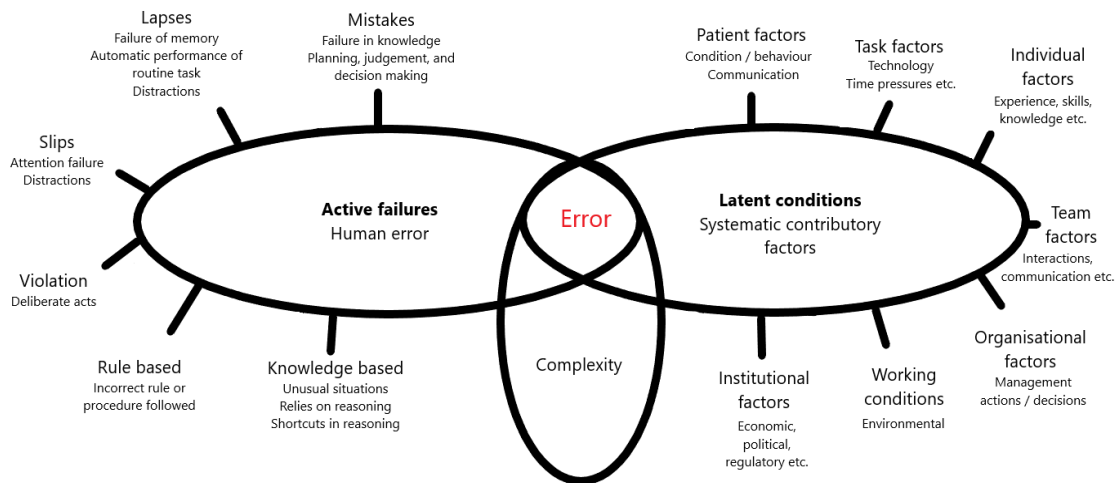 Lapses
Failure of memory
Automatic performance of
routine task
Distractions
Mistakes
Failure in knowledge
Planning, judgement, and
decision making
Patient factors
Condition / behaviour
Communication
Task factors
Technology
Time pressures etc.
Individual
factors
Experience, skills,
knowledge etc.
Slips
Attention failure
Distractions
Active failures
Human error
Error
Latent conditions
Systematic contributory
factors
Team
factors
Interactions,
communication etc.
Violation
Deliberate acts
Rule based
Incorrect rule or
procedure followed
Knowledge based
Unusual situations
Relies on reasoning
Shortcuts in reasoning
Complexity
Institutional
factors
Economic,
political,
regulatory etc.
Working
conditions
Environmental
Organisational
factors
Management
actions / decisions